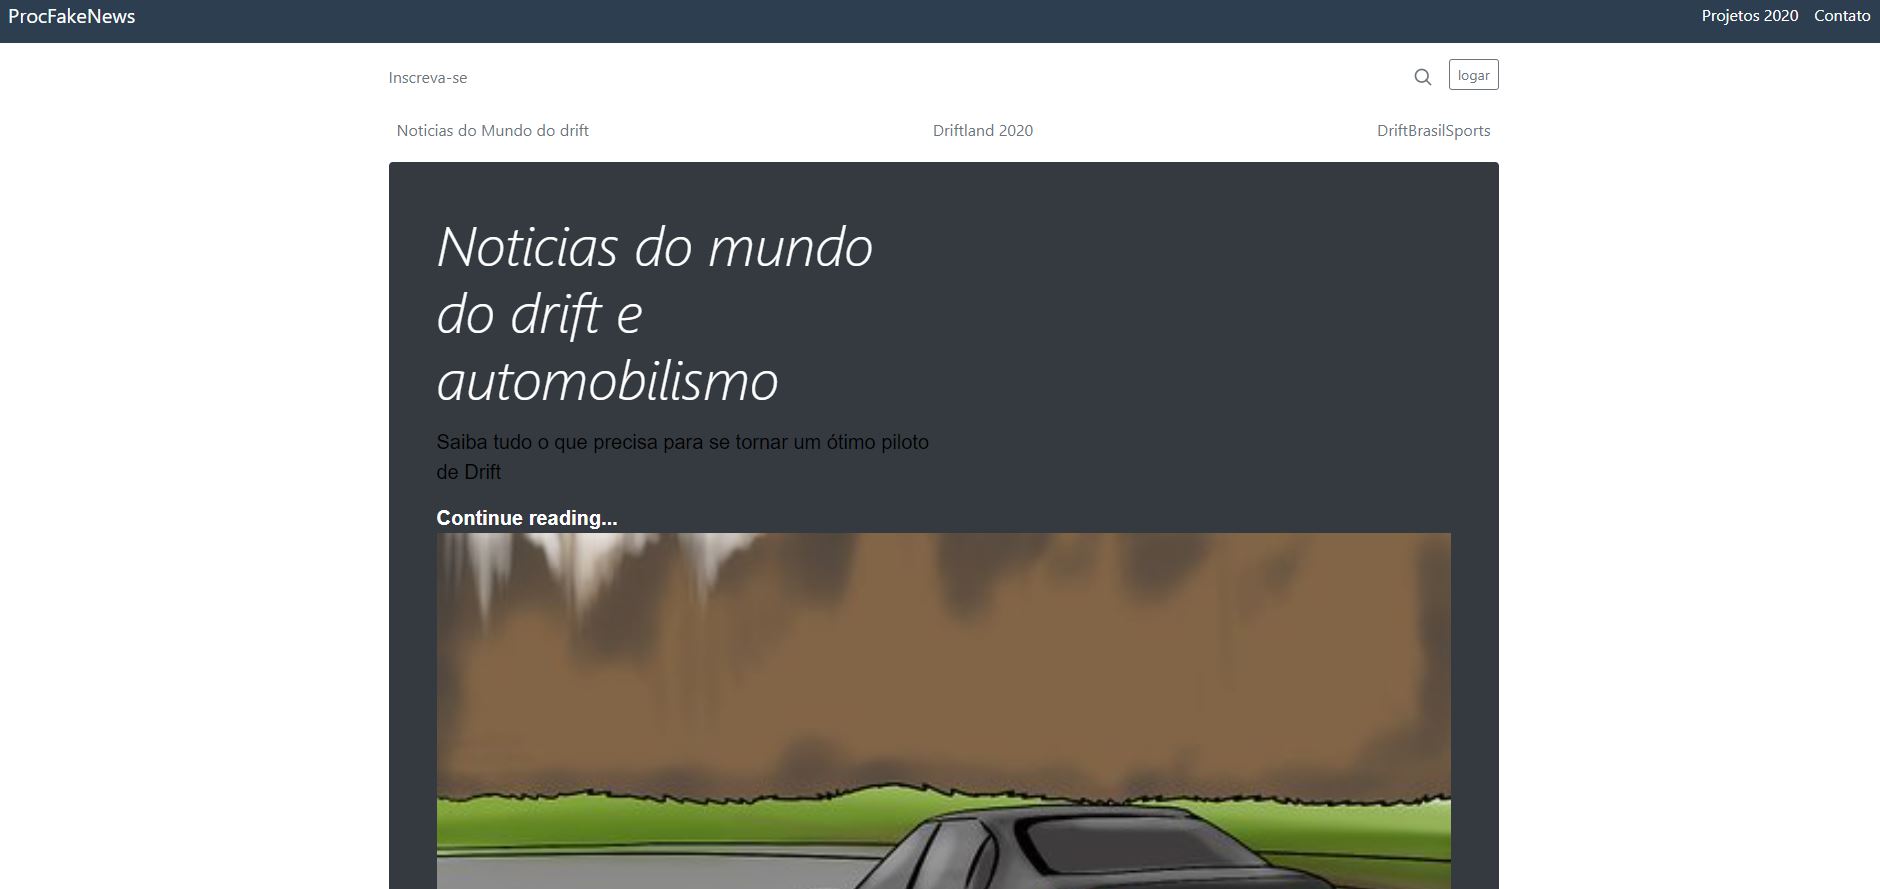 ProcFakeNews
Projetos 2020
Contato
Inscreva-se
logar
Noticias do Mundo do drift
Driftland 2020
DriftBrasilSports
Noticias do mundo
do drift e
automobilismo
Saiba tudo o que precisa para se tornar um ótimo piloto
de Drift
Continue reading...